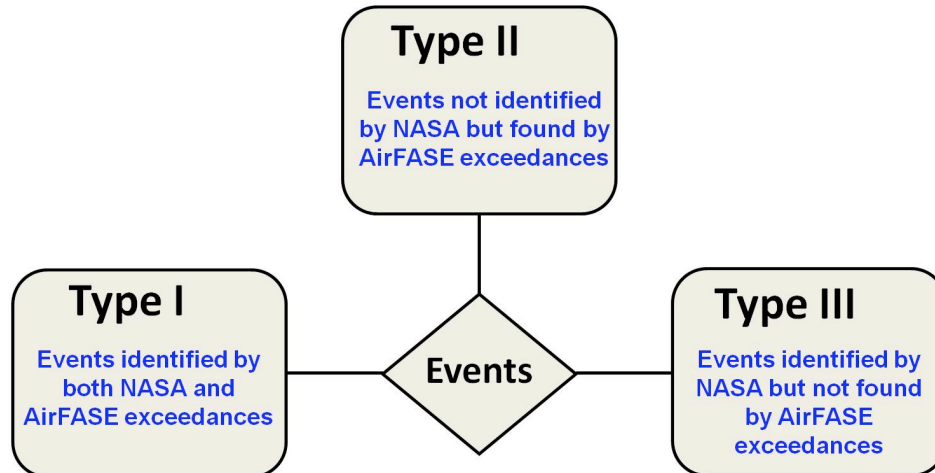 Type II
Events not identified
by NASA but found by
AirFASE exceedances
Type I
Events identified by
both NASA and
AirFASE exceedances
Events
Type III
Events identified by
NASA but not found
by AirFASE
exceedances